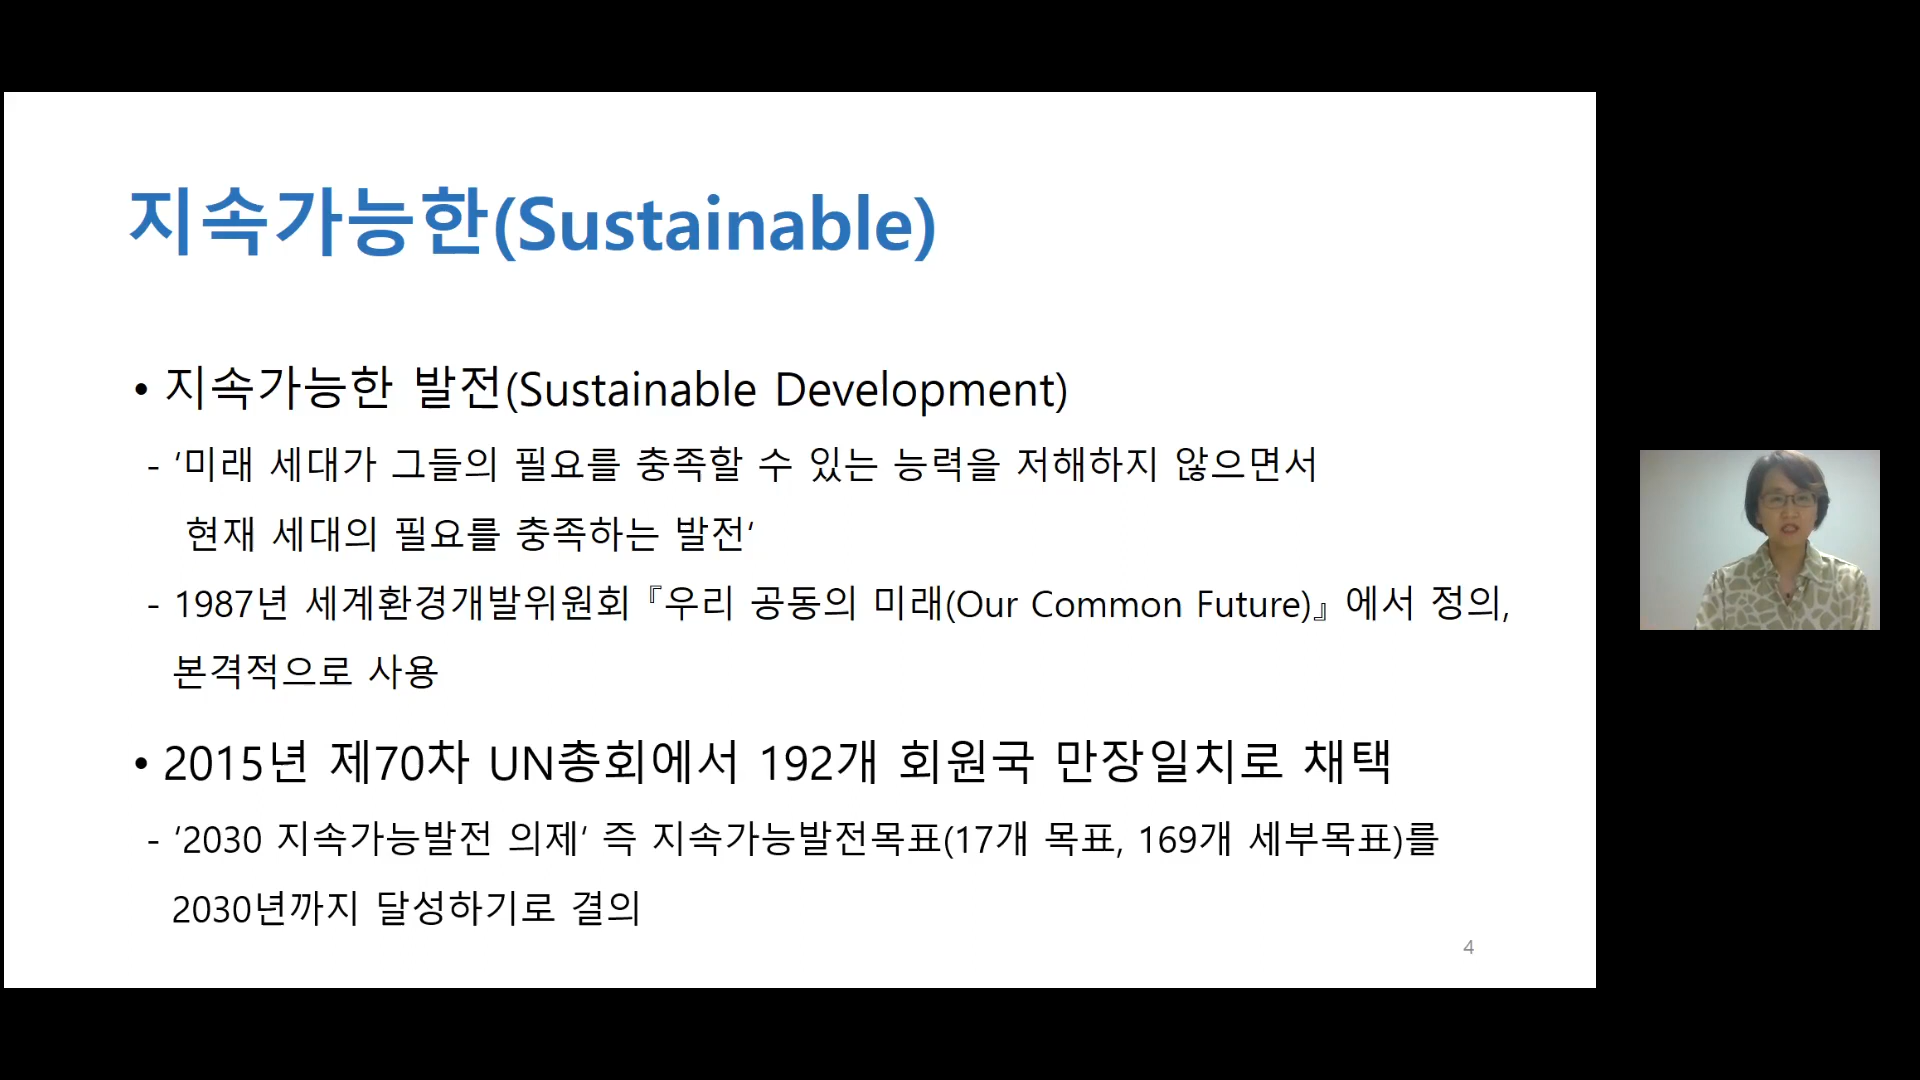 지속가능한(Sustainable)
• 지속가능한 발전(Sustainable Development)
- ‘미래 세대가 그들의 필요를 충족할 수 있는 능력을 저해하지 않으면서
현재 세대의 필요를 충족하는 발전‘
- 1987년 세계환경개발위원회『우리 공동의 미래(Our Common Future)』에서 정의,
본격적으로 사용
• 2015년 제70차 UN총회에서 192개 회원국 만장일치로 채택
- ‘2030 지속가능발전 의제‘ 즉 지속가능발전목표(17개 목표, 169개 세부목표)를
2030년까지 달성하기로 결의
4